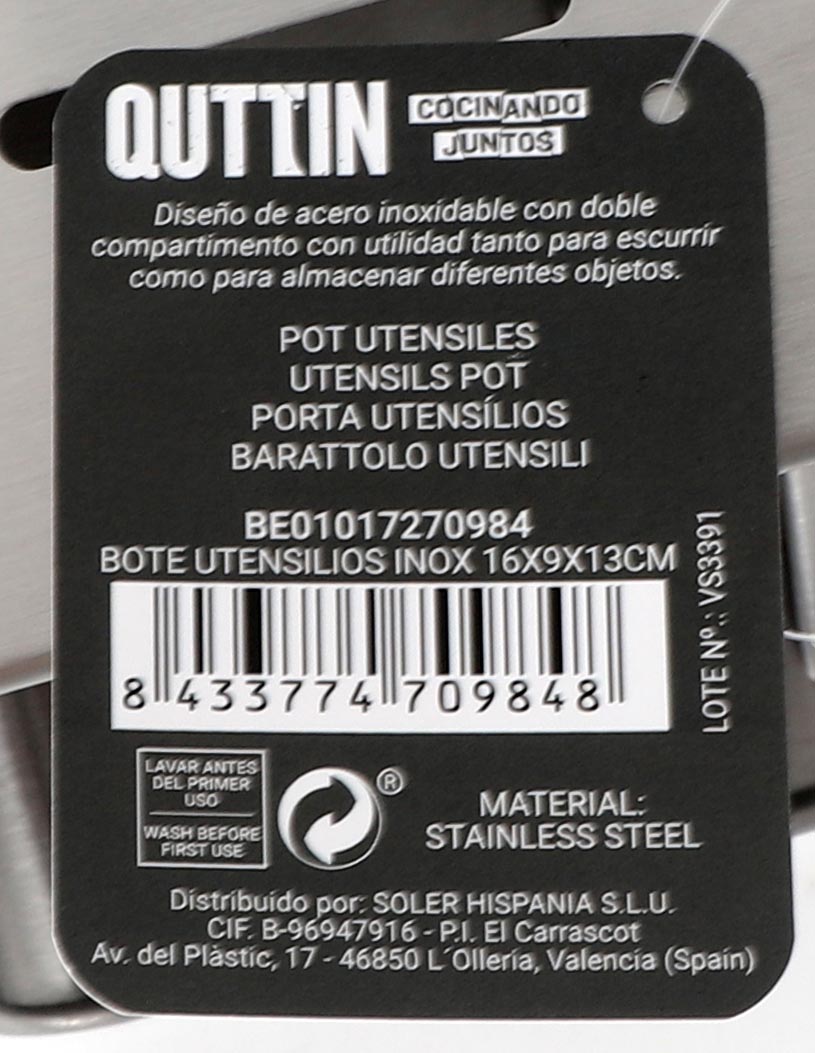 QUTTIN
COCINANDO
JUNTOS
Diseño de acero inoxidable con doble
compartimento con utilidad tanto para escurrir
como para almacenar diferentes objetos.
POT UTENSILES
UTENSILS POT
PORTA UTENSÍLIOS
BARATTOLO UTENSILI
BE01017270984
BOTE UTENSILIOS INOX 16X9X13CM
8 433774 709848
LOTE Nº.: VS3391
LAVAR ANTES
DEL PRIMER
USO
WASH BEFORE
FIRST USE
®
MATERIAL:
STAINLESS STEEL
Distribuido por: SOLER HISPANIA S.L.U.
CIF. B-96947916 - P.I. El Carrascot
Av. del Plàstic, 17 - 46850 L´Olleria, Valencia (Spain)